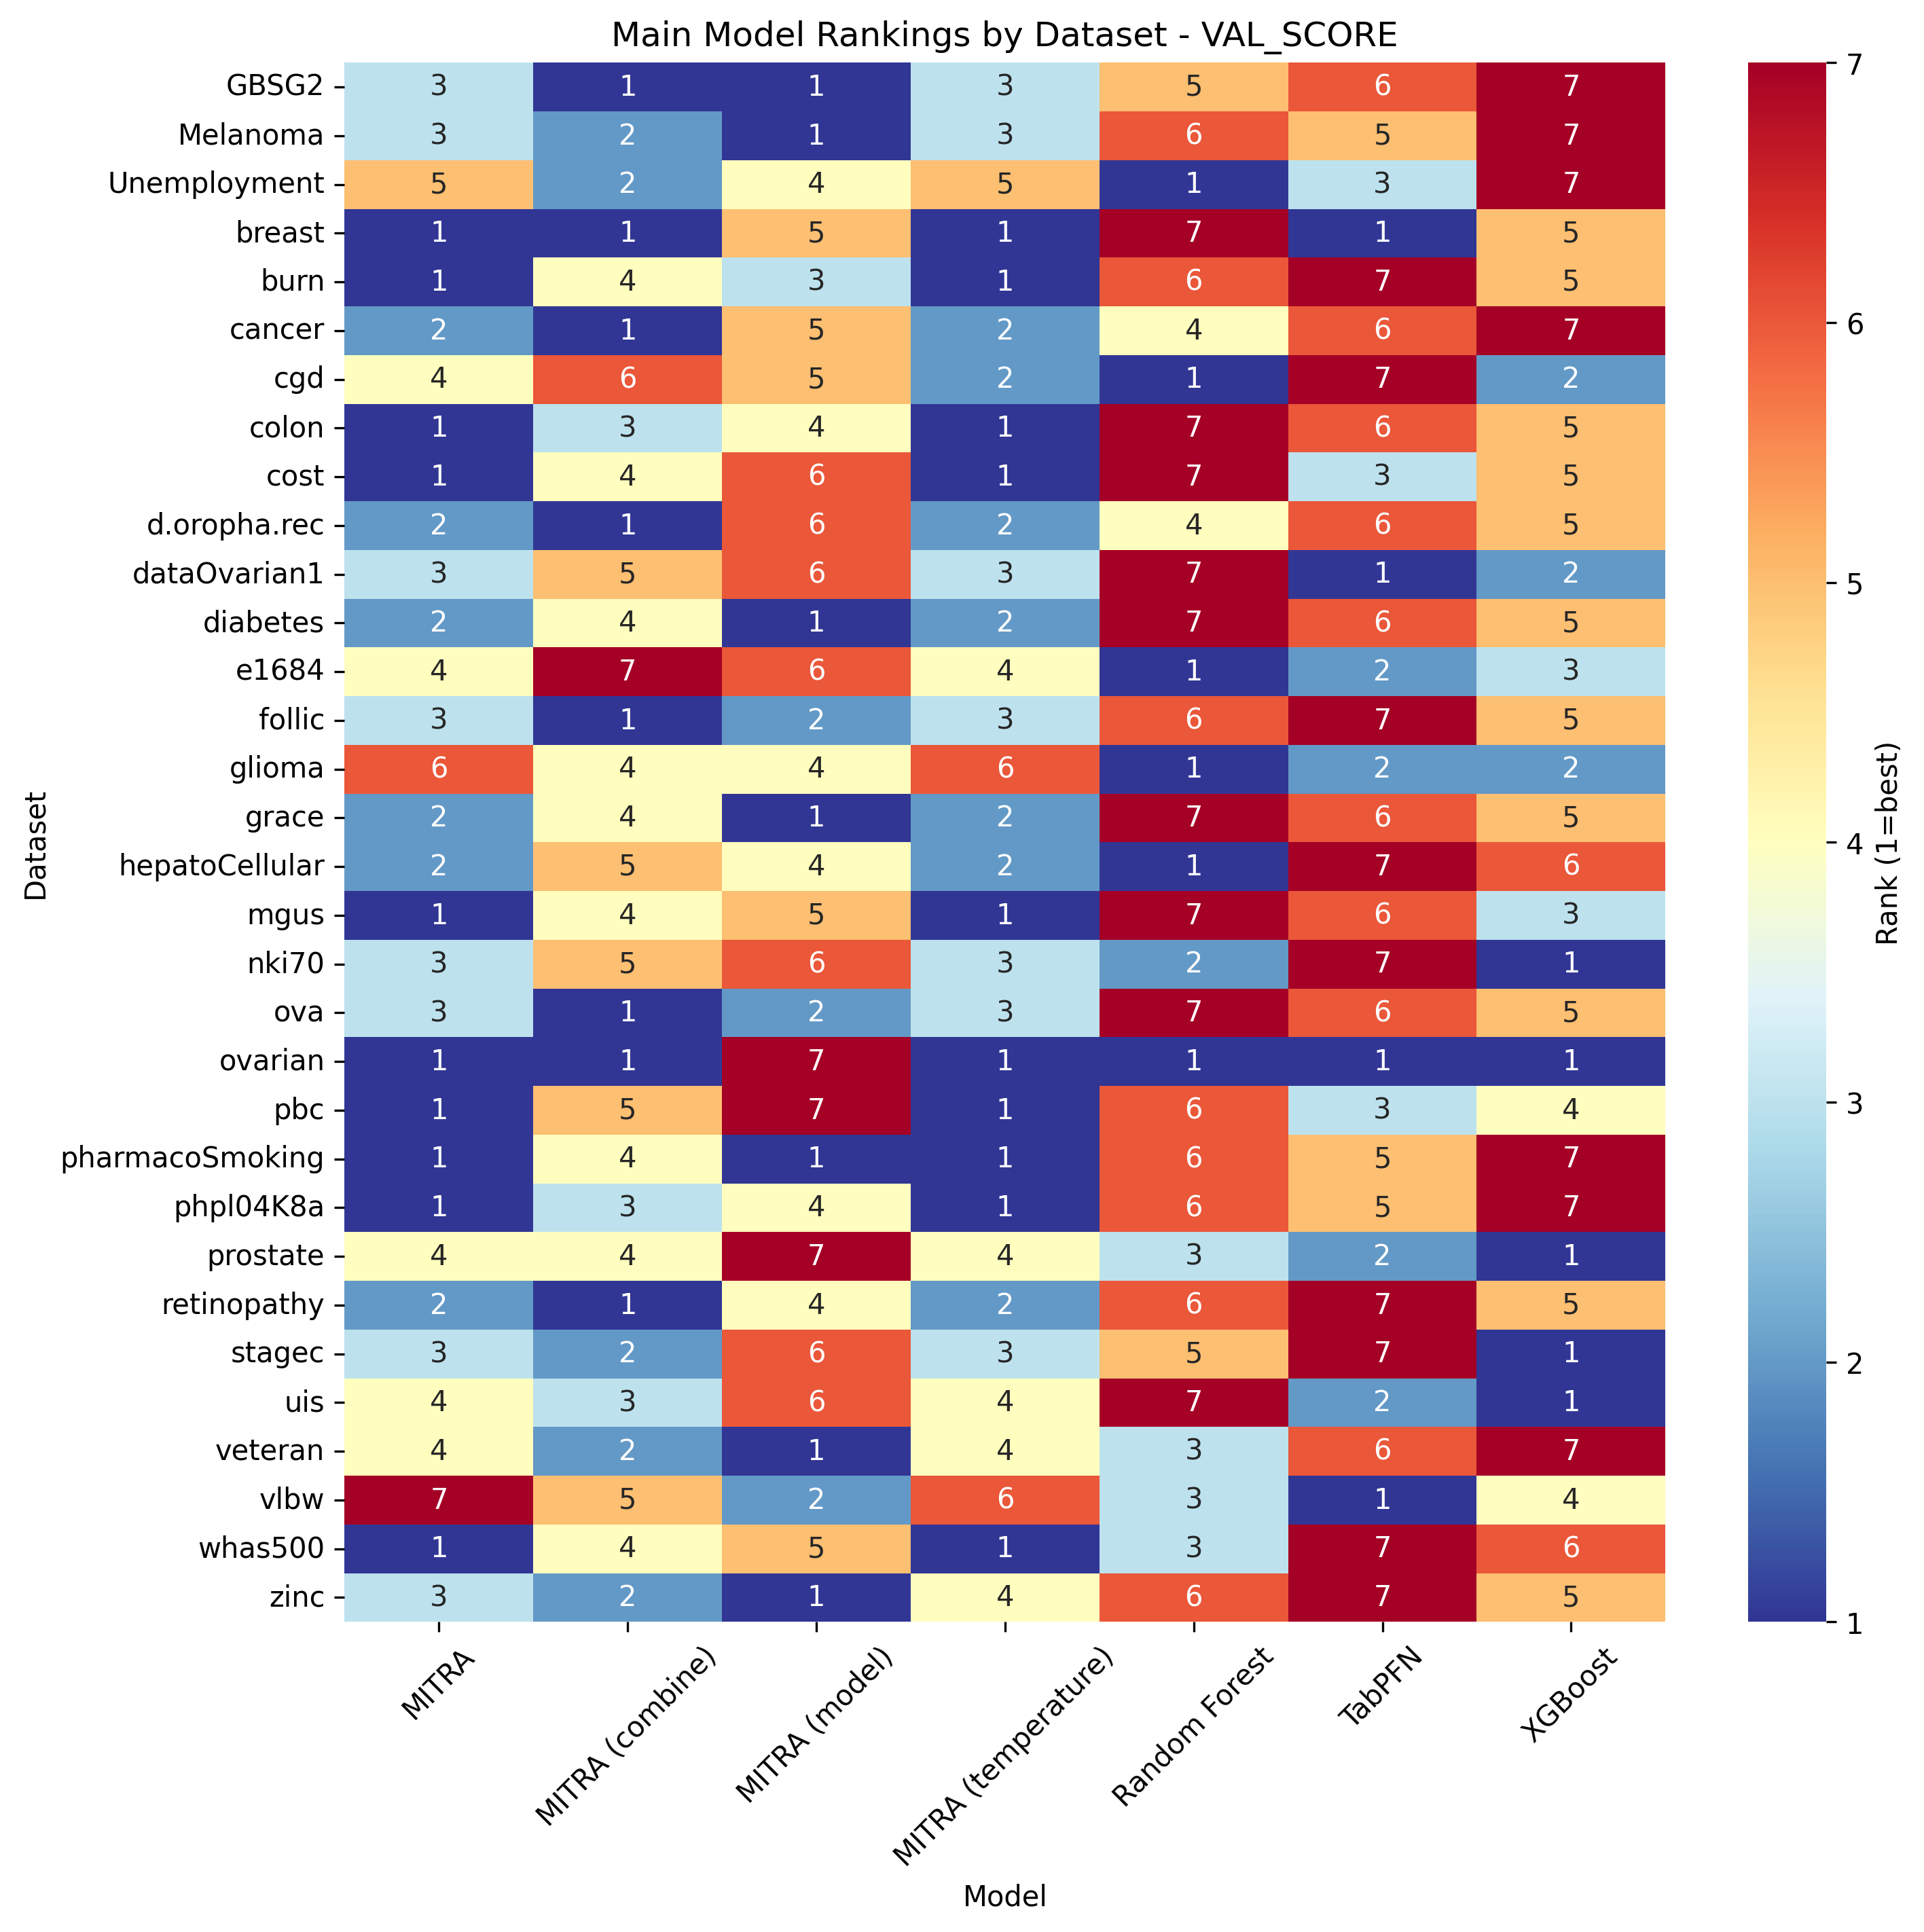 Main Model Rankings by Dataset - VAL_SCORE
GBSG2 3 1 1 3 5 6 7
Melanoma 3 2 1 3 6 5 7
Unemployment 5 2 4 5 1 3 7
breast 1 1 5 1 7 1 5
burn 1 4 3 1 6 7 5
cancer 2 1 5 2 4 6 7
cgd 4 6 5 2 1 7 2
colon 1 3 4 1 7 6 5
cost 1 4 6 1 7 3 5
d.oropha.rec 2 1 6 2 4 6 5
dataOvarian1 3 5 6 3 7 1 2
diabetes 2 4 1 2 7 6 5
e1684 4 7 6 4 1 2 3
follic 3 1 2 3 6 7 5
glioma 6 4 4 6 1 2 2
grace 2 4 1 2 7 6 5
hepatoCellular 2 5 4 2 1 7 6
mgus 1 4 5 1 7 6 3
nki70 3 5 6 3 2 7 1
ova 3 1 2 3 7 6 5
ovarian 1 1 7 1 1 1 1
pbc 1 5 7 1 6 3 4
pharmacoSmoking 1 4 1 1 6 5 7
phpl04K8a 1 3 4 1 6 5 7
prostate 4 4 7 4 3 2 1
retinopathy 2 1 4 2 6 7 5
stagec 3 2 6 3 5 7 1
uis 4 3 6 4 7 2 1
veteran 4 2 1 4 3 6 7
vlbw 7 5 2 6 3 1 4
whas500 1 4 5 1 3 7 6
zinc 3 2 1 4 6 7 5
MITRA
MITRA (combine)
MITRA (model)
MITRA (temperature)
Random Forest
TabPFN
XGBoost
Model
Dataset
7
6
5
4
3
2
1
Rank (1=best)